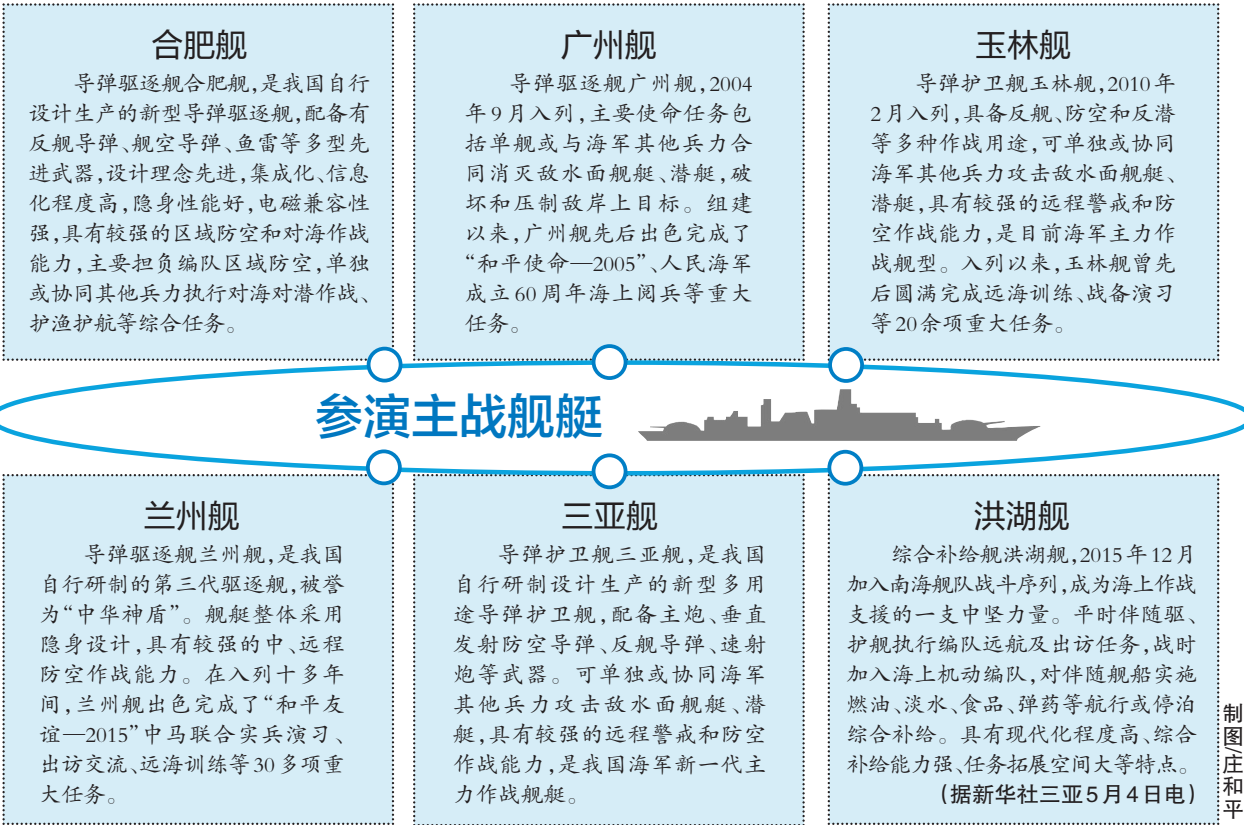 合肥舰
导弹驱逐舰合肥舰,是我国自行
设计生产的新型导弹驱逐舰,配备有
反舰导弹、舰空导弹、鱼雷等多型先
进武器,设计理念先进,集成化、信息
化程度高,隐身性能好,电磁兼容性
强,具有较强的区域防空和对海作战
能力,主要担负编队区域防空,单独
或协同其他兵力执行对海对潜作战、
护渔护航等综合任务。
广州舰
导弹驱逐舰广州舰,2004
年9月入列,主要使命任务包
括单舰或与海军其他兵力合
同消灭敌水面舰艇、潜艇,破
坏和压制敌岸上目标。组建
以来,广州舰先后出色完成了
“和平使命—2005”、人民海军
成立60周年海上阅兵等重大
任务。
玉林舰
导弹护卫舰玉林舰,2010年
2月入列,具备反舰、防空和反潜
等多种作战用途,可单独或协同
海军其他兵力攻击敌水面舰艇、
潜艇,具有较强的远程警戒和防
空作战能力,是目前海军主力作
战舰型。入列以来,玉林舰曾先
后圆满完成远海训练、战备演习
等20余项重大任务。
参演主战舰艇
兰州舰
导弹驱逐舰兰州舰,是我国
自行研制的第三代驱逐舰,被誉
为“中华神盾”。舰艇整体采用
隐身设计,具有较强的中、远程
防空作战能力。在入列十多年
间,兰州舰出色完成了“和平友
谊—2015”中马联合实兵演习、
出访交流、远海训练等30多项重
大任务。
三亚舰
导弹护卫舰三亚舰,是我国
自行研制设计生产的新型多用
途导弹护卫舰,配备主炮、垂直
发射防空导弹、反舰导弹、速射
炮等武器。可单独或协同海军
其他兵力攻击敌水面舰艇、潜
艇,具有较强的远程警戒和防空
作战能力,是我国海军新一代主
力作战舰艇。
洪湖舰
综合补给舰洪湖舰,2015年12月
加入南海舰队战斗序列,成为海上作战
支援的一支中坚力量。平时伴随驱、
护舰执行编队远航及出访任务,战时
加入海上机动编队,对伴随舰船实施
燃油、淡水、食品、弹药等航行或停泊
综合补给。具有现代化程度高、综合
补给能力强、任务拓展空间大等特点。
(据新华社三亚5月4日电)
制图/庄和平